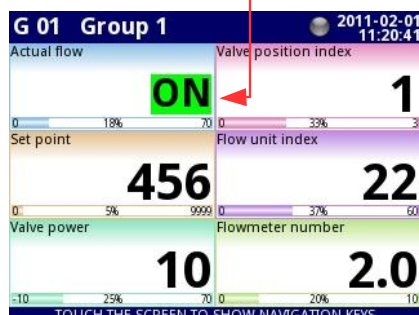 G 01 Group 1 2011-02-01
11:20:41
Actual flow Valve position index
ON 1
0 18% 70 0 33% 3
Set point Flow unit index
456 22
0 5% 9999 0 37% 60
Valve power Flowmeter number
10 2.0
-10 25% 70 0 20% 10
TOUCH THE SCREEN TO SHOW NAVIGATION KEYS